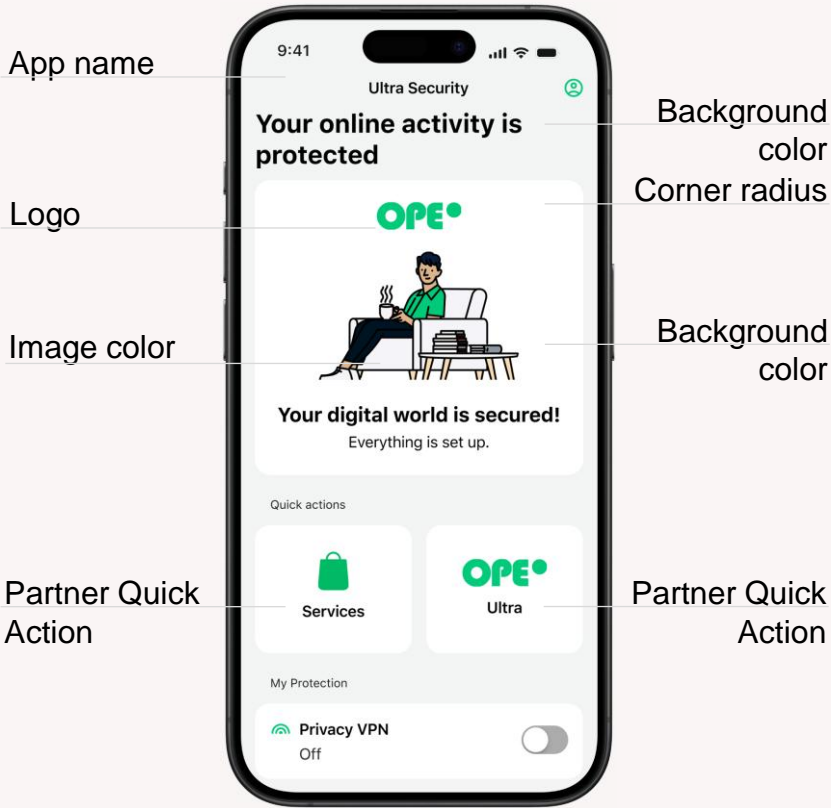 9:41
App name
Ultra Security
Your online activity is
protected
Background
color
Corner radius
Logo
OPE
Image color
Background
color
Your digital world is secured!
Everything is set up.
Quick actions
Partner Quick
Action
Services
OPE
Ultra
Partner Quick
Action
My Protection
Privacy VPN
Off